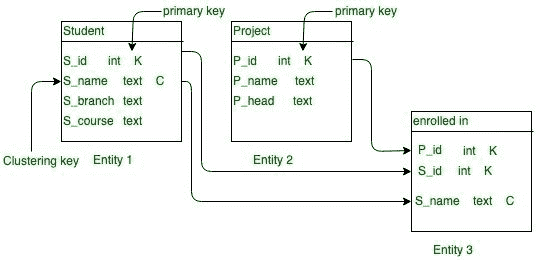 primary key
primary key
Student
S_id int K
S_name text C
S_branch text
S_course text
Project
P_id int K
P_name text
P_head text
enrolled in
P_id int K
S_id int K
S_name text C
Clustering key
Entity 1
Entity 2
Entity 3